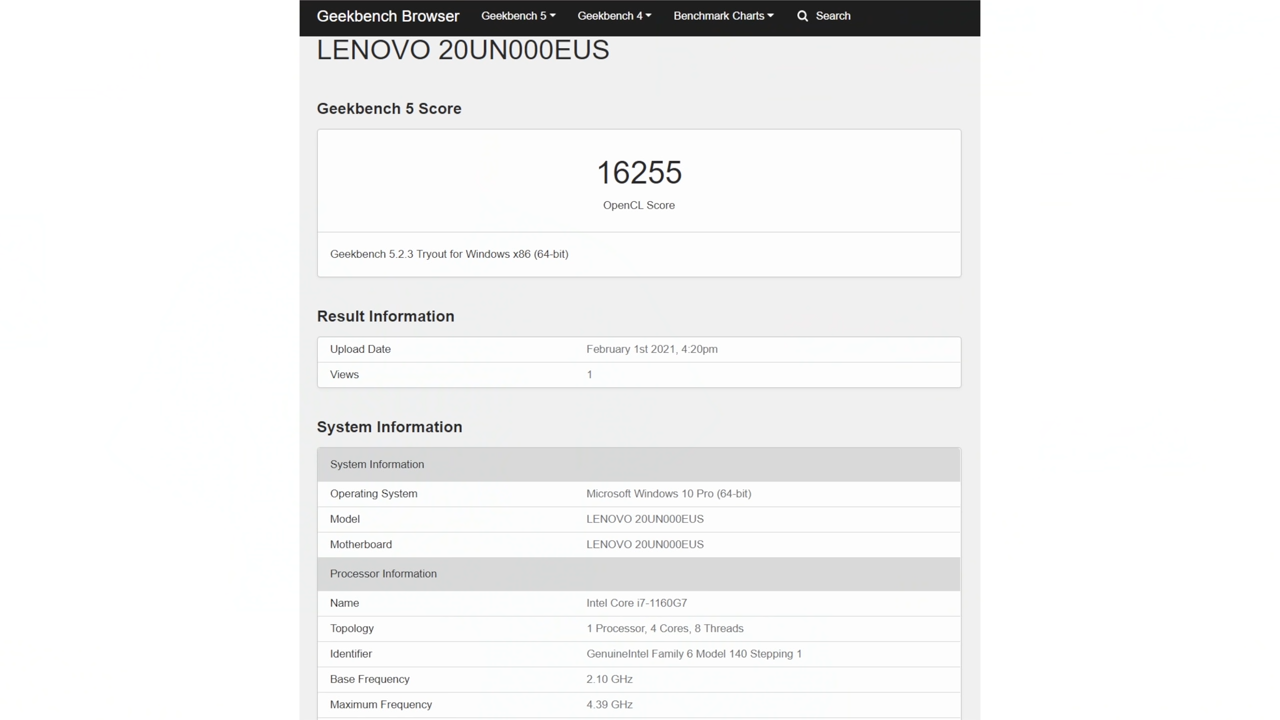 Geekbench Browser Geekbench 5 Geekbench 4 Benchmark Charts Search
LENOVO 20UN000EUS
Geekbench 5 Score
16255
OpenCL Score
Geekbench 5.2.3 Tryout for Windows x86 (64-bit)
Result Information
Upload Date February 1st 2021, 4:20pm
Views 1
System Information
System Information
Operating System Microsoft Windows 10 Pro (64-bit)
Model LENOVO 20UN000EUS
Motherboard LENOVO 20UN000EUS
Processor Information
Name Intel Core i7-1160G7
Topology 1 Processor, 4 Cores, 8 Threads
Identifier GenuineIntel Family 6 Model 140 Stepping 1
Base Frequency 2.10 GHz
Maximum Frequency 4.39 GHz